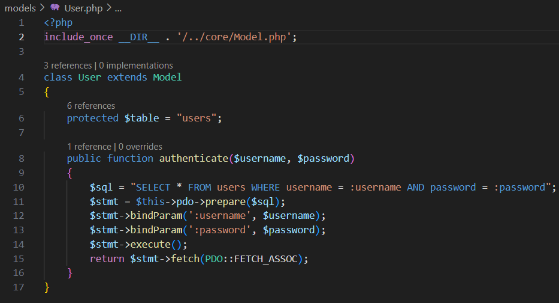 models > User.php > ...
1 <?php
2 include_once __DIR__ . '/../core/Model.php';
3
3 references | 0 implementations
4 class User extends Model
5 {
6 references
6 protected $table = "users";
7
1 reference | 0 overrides
8 public function authenticate($username, $password)
9 {
10 $sql = "SELECT * FROM users WHERE username = :username AND password = :password";
11 $stmt = $this->pdo->prepare($sql);
12 $stmt->bindParam(':username', $username);
13 $stmt->bindParam(':password', $password);
14 $stmt->execute();
15 return $stmt->fetch(PDO::FETCH_ASSOC);
16 }
17 }